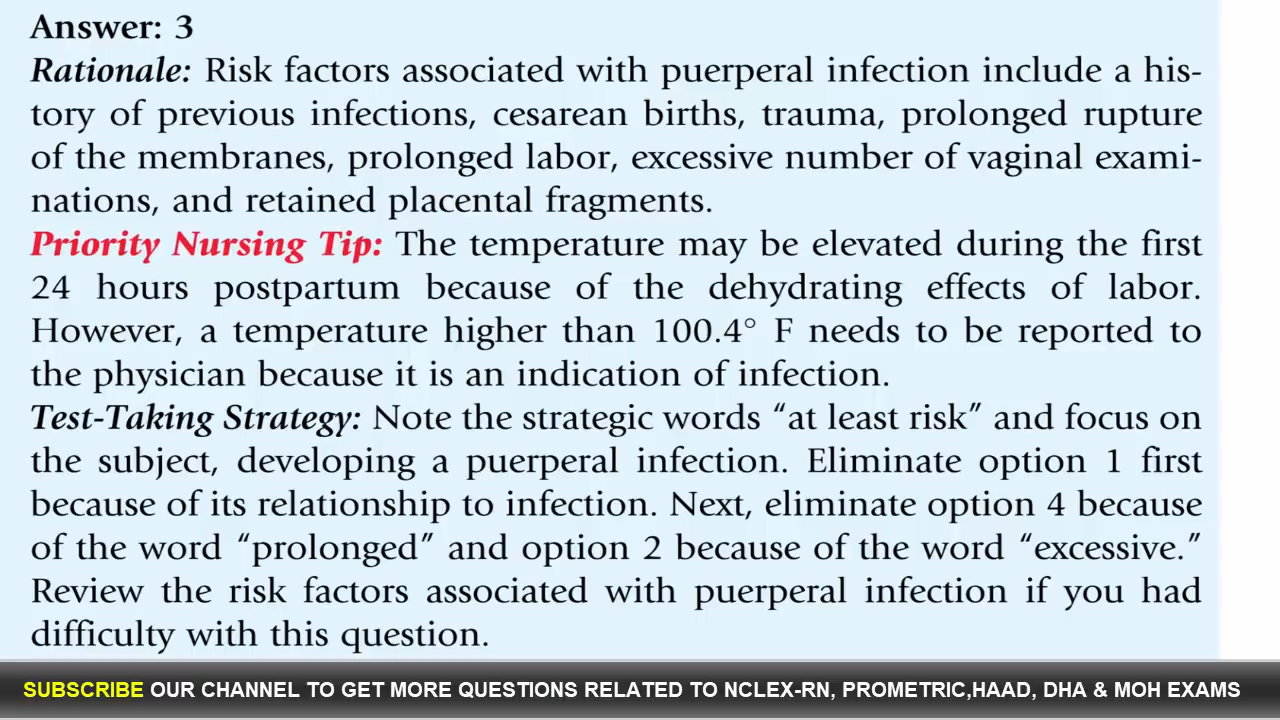 Answer: 3
Rationale: Risk factors associated with puerperal infection include a his-
tory of previous infections, cesarean births, trauma, prolonged rupture
of the membranes, prolonged labor, excessive number of vaginal exami-
nations, and retained placental fragments.
Priority Nursing Tip: The temperature may be elevated during the first
24 hours postpartum because of the dehydrating effects of labor.
However, a temperature higher than 100.4° F needs to be reported to
the physician because it is an indication of infection.
Test-Taking Strategy: Note the strategic words “at least risk” and focus on
the subject, developing a puerperal infection. Eliminate option 1 first
because of its relationship to infection. Next, eliminate option 4 because
of the word “prolonged” and option 2 because of the word “excessive.”
Review the risk factors associated with puerperal infection if you had
difficulty with this question.
SUBSCRIBE OUR CHANNEL TO GET MORE QUESTIONS RELATED TO NCLEX-RN, PROMETRIC,HAAD, DHA & MOH EXAMS